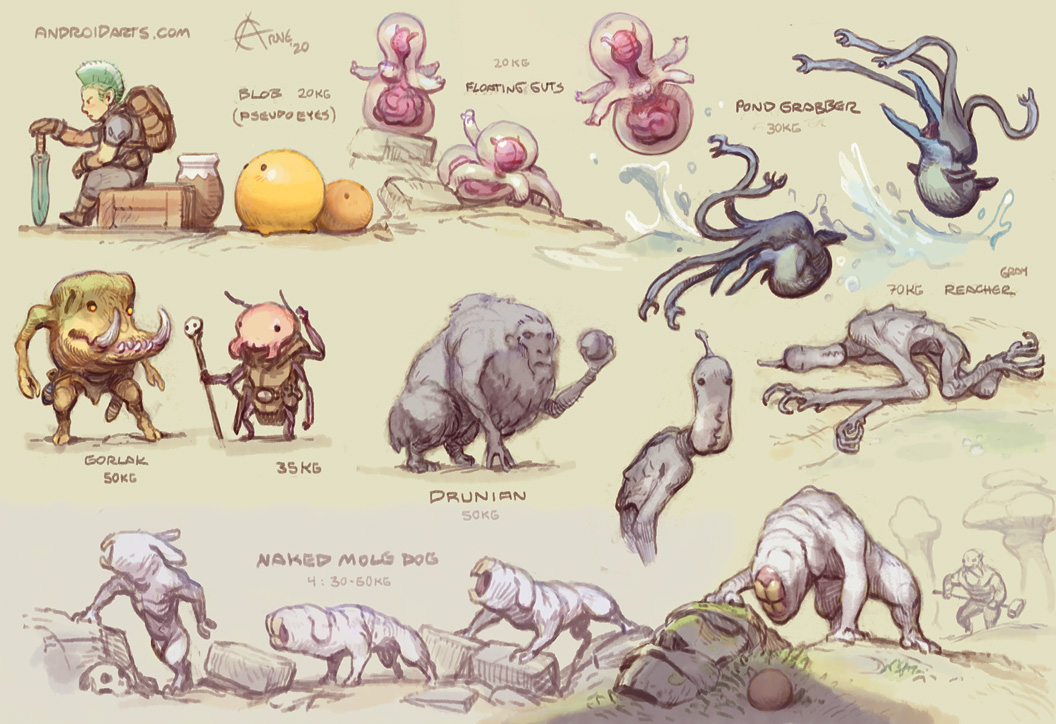 ANDROIDARTS.COM
ARNE '20
BLOB 20KG
(PSEUDO EYES)
20KG
FLOATING GUTS
POND GRABBER
30KG
GRAY
70KG REACHER
GORLAK
50KG
35KG
DRUNIAN
50KG
NAKED MOLE DOG
4 : 30-60KG